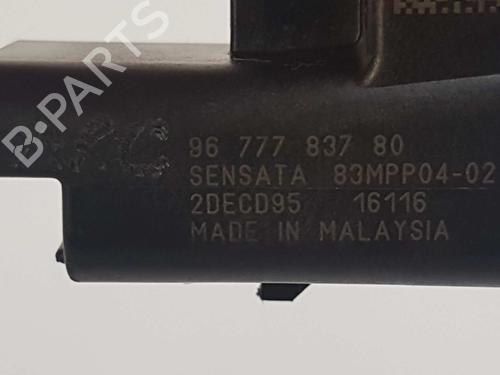 B-PARTS
96 777 837 80
SENSATA 83MPP04-02
2DECD95 16116
MADE IN MALAYSIA